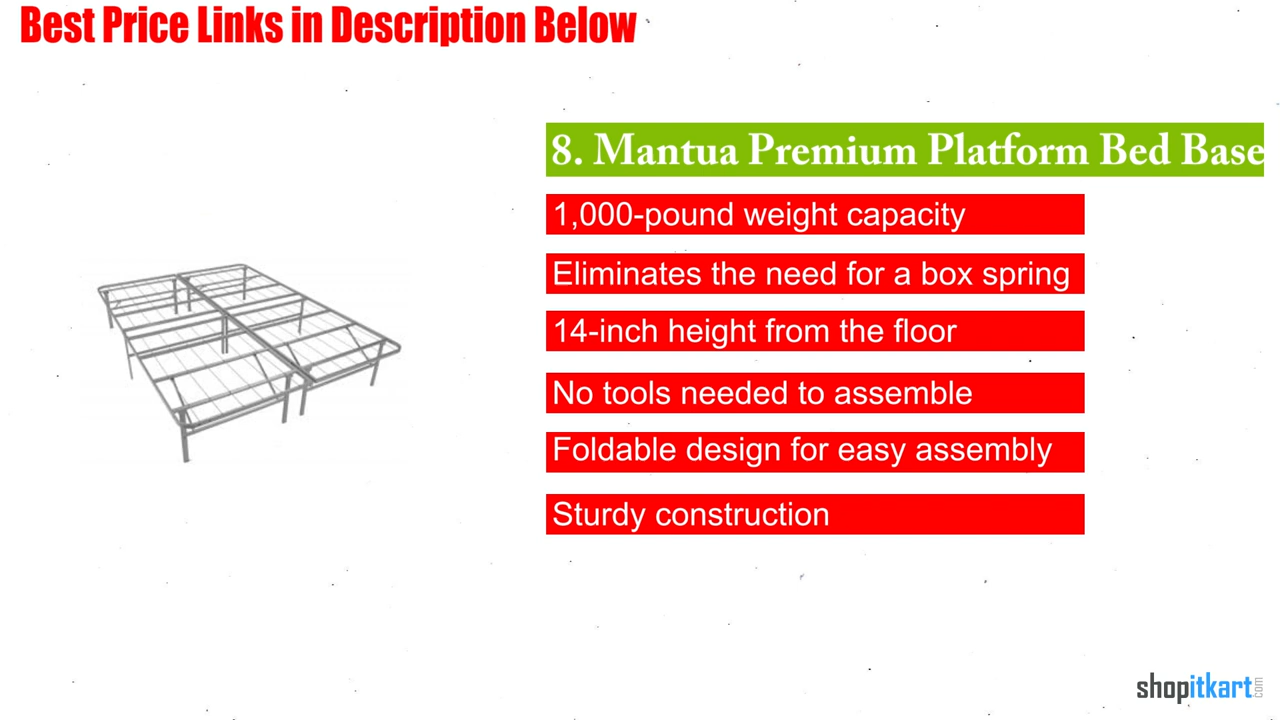 Best Price Links in Description Below
8. Mantua Premium Platform Bed Base
1,000-pound weight capacity
Eliminates the need for a box spring
14-inch height from the floor
No tools needed to assemble
Foldable design for easy assembly
Sturdy construction
shopitkart.com